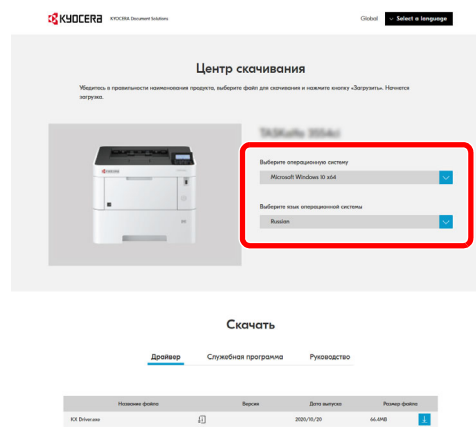 KYOCERA KYOCERA Document Solutions Global Select a language
Центр скачивания
Убедитесь в правильности наименования продукта, выберите файл для скачивания и нажмите кнопку «Загрузить». Начнется
загрузка.
Выберите операционную систему
Microsoft Windows 10 x64
Выберите язык операционной системы
Russian
Скачать
Драйвер Служебная программа Руководство
Название файла Версия Дата выпуска Размер файла
KX Driver.exe 2020/10/20 66.6MB